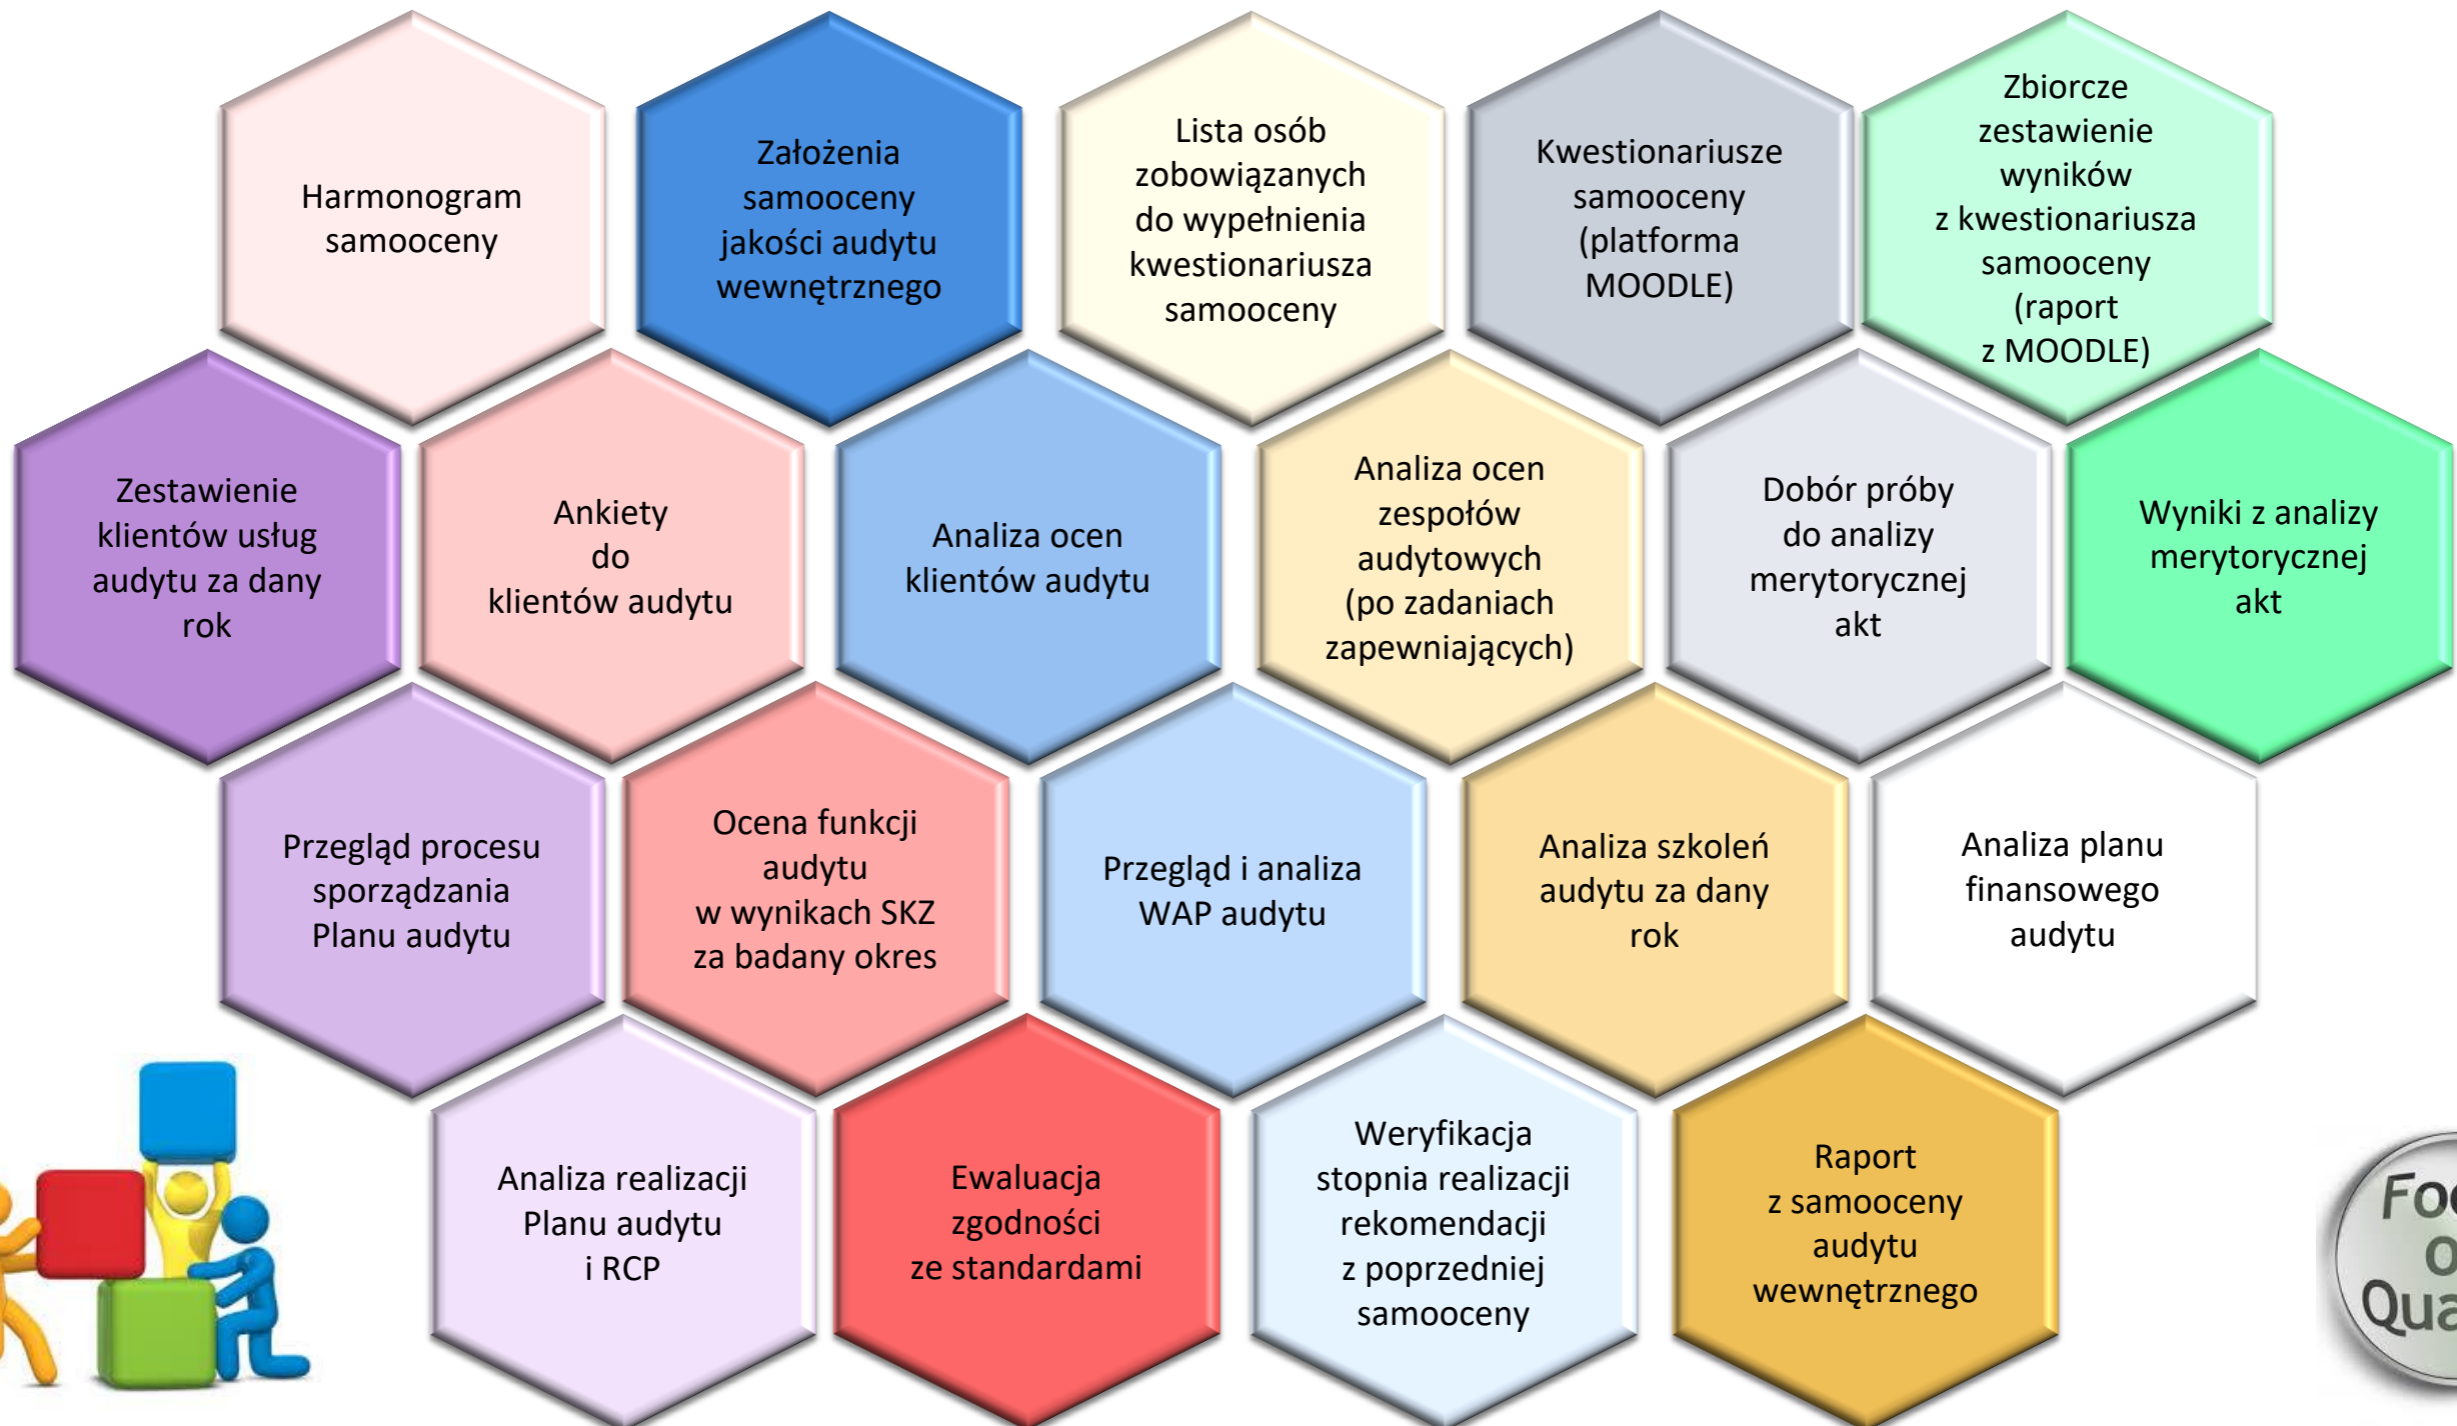 Harmonogram
samooceny
Założenia
samooceny
jakości audytu
wewnętrznego
Lista osób
zobowiązanych
do wypełnienia
kwestionariusza
samooceny
Kwestionariusze
samooceny
(platforma
MOODLE)
Zbiorcze
zestawienie
wyników
z kwestionariusza
samooceny
(raport
z MOODLE)
Zestawienie
klientów usług
audytu za dany
rok
Ankiety
do
klientów audytu
Analiza ocen
klientów audytu
Analiza ocen
zespołów
audytowych
(po zadaniach
zapewniających)
Dobór próby
do analizy
merytorycznej
akt
Wyniki z analizy
merytorycznej
akt
Przegląd procesu
sporządzania
Planu audytu
Ocena funkcji
audytu
w wynikach SKZ
za badany okres
Przegląd i analiza
WAP audytu
Analiza szkoleń
audytu za dany
rok
Analiza planu
finansowego
audytu
Analiza realizacji
Planu audytu
i RCP
Ewaluacja
zgodności
ze standardami
Weryfikacja
stopnia realizacji
rekomendacji
z poprzedniej
samooceny
Raport
z samooceny
audytu
wewnętrznego